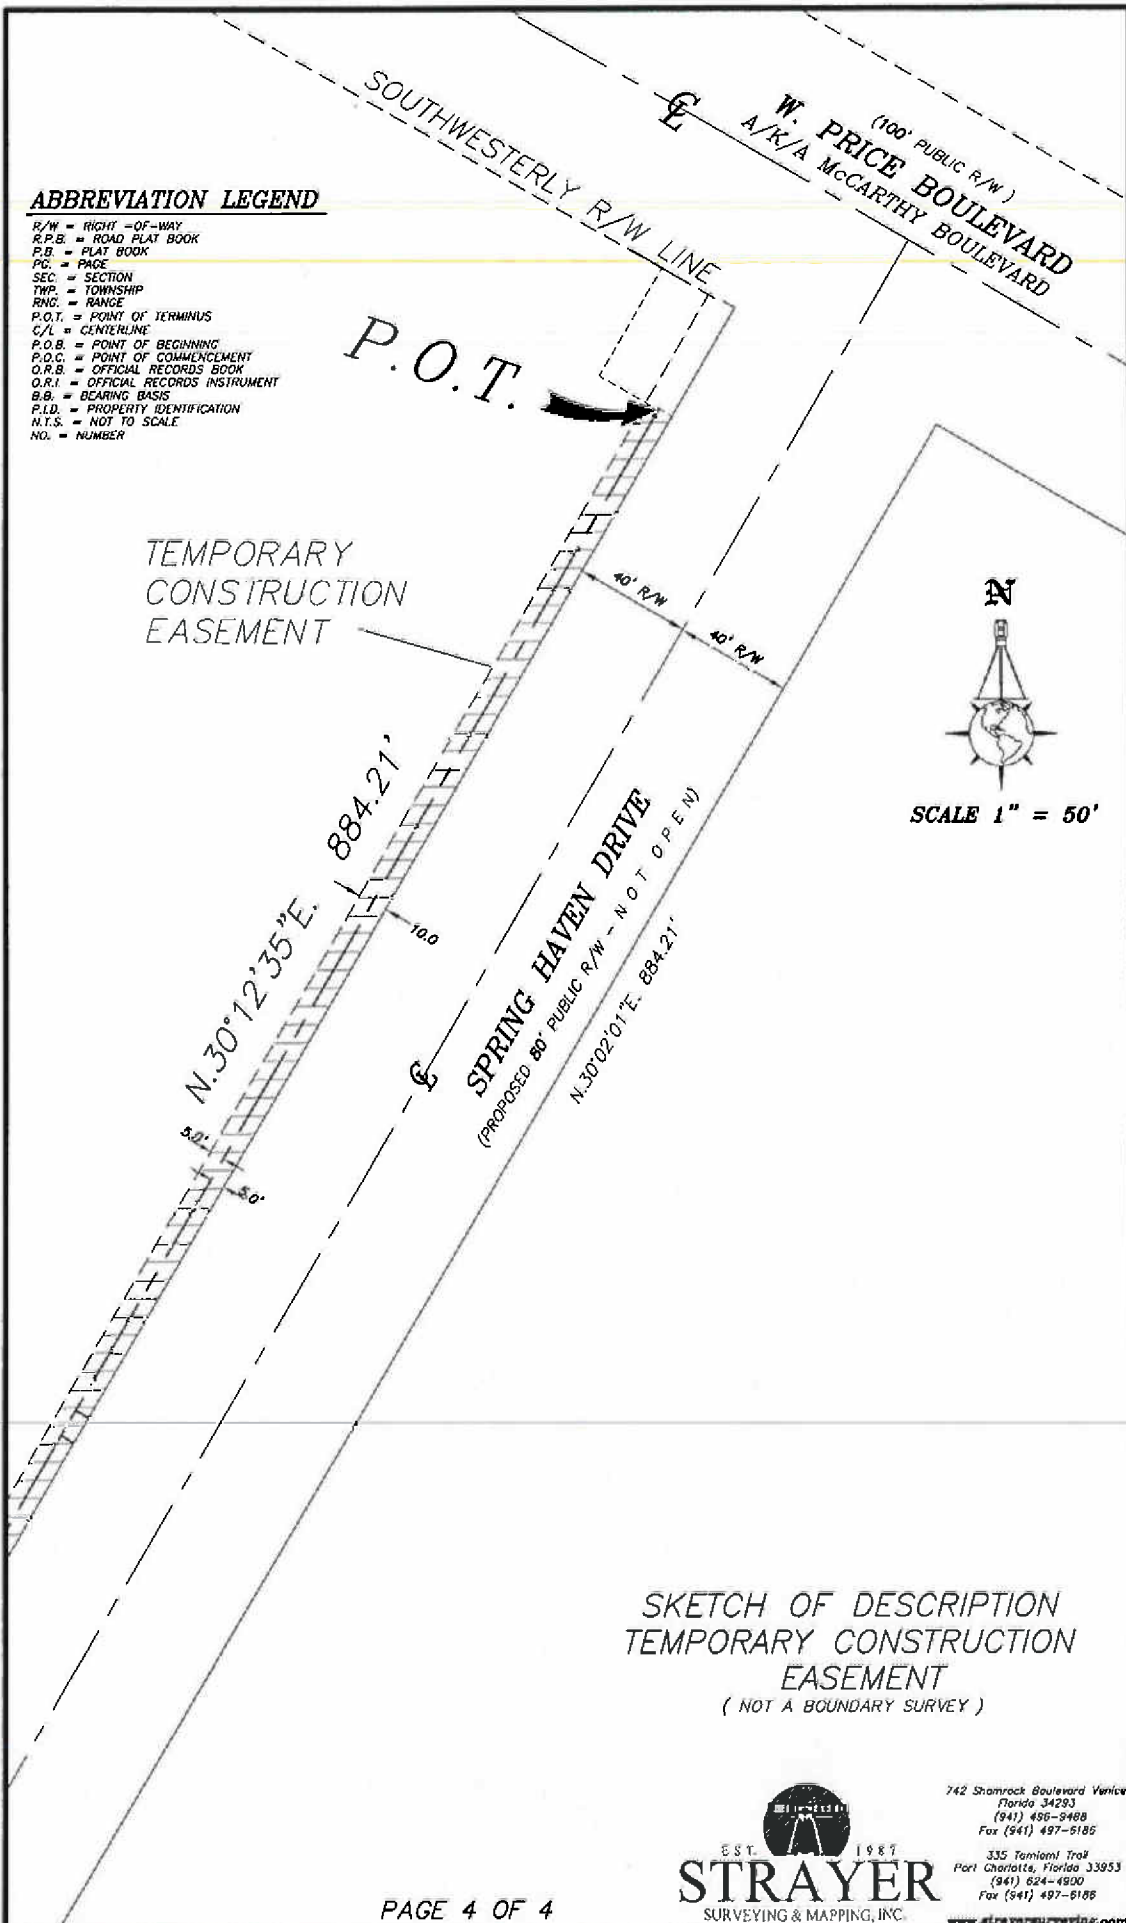 SOUTHWESTERLY R/W LINE
C L
W. PRICE BOULEVARD
(100' PUBLIC R/W)
A/K/A McCARTHY BOULEVARD
ABBREVIATION LEGEND
R/W = RIGHT-OF-WAY
R.P.B. = ROAD PLAT BOOK
P.B. = PLAT BOOK
PG. = PAGE
SEC. = SECTION
TWP. = TOWNSHIP
RNG. = RANGE
P.O.T. = POINT OF TERMINUS
C/L = CENTERLINE
P.O.B. = POINT OF BEGINNING
P.O.C. = POINT OF COMMENCEMENT
O.R.B. = OFFICIAL RECORDS BOOK
O.R.I. = OFFICIAL RECORDS INSTRUMENT
B.B. = BEARING BASIS
P.I.D. = PROPERTY IDENTIFICATION
N.T.S. = NOT TO SCALE
NO. = NUMBER
P.O.T.
TEMPORARY
CONSTRUCTION
EASEMENT
40' R/W
40' R/W
N
SCALE 1" = 50'
N.30°12'35"E. 884.21'
10.0
SPRING HAVEN DRIVE
(PROPOSED 80' PUBLIC R/W - NOT OPEN)
N.30°02'01"E. 884.21'
C L
5.0'
5.0'
SKETCH OF DESCRIPTION
TEMPORARY CONSTRUCTION
EASEMENT
( NOT A BOUNDARY SURVEY )
EST. 1987
STRAYER
SURVEYING & MAPPING, INC.
742 Shamrock Boulevard Venice
Florida 34293
(941) 496-9488
Fax (941) 497-6186
335 Tamiami Trail
Port Charlotte, Florida 33953
(941) 624-4900
Fax (941) 497-6186
www.strayersurveying.com
PAGE 4 OF 4